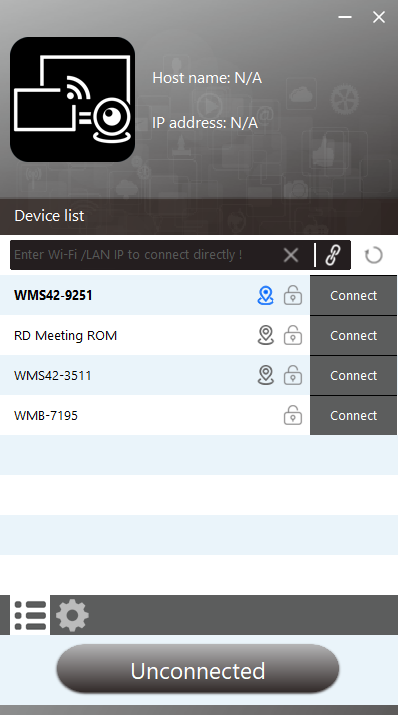 Host name: N/A
IP address: N/A
Device list
Enter Wi-Fi /LAN IP to connect directly !
WMS42-9251 Connect
RD Meeting ROM Connect
WMS42-3511 Connect
WMB-7195 Connect
Unconnected